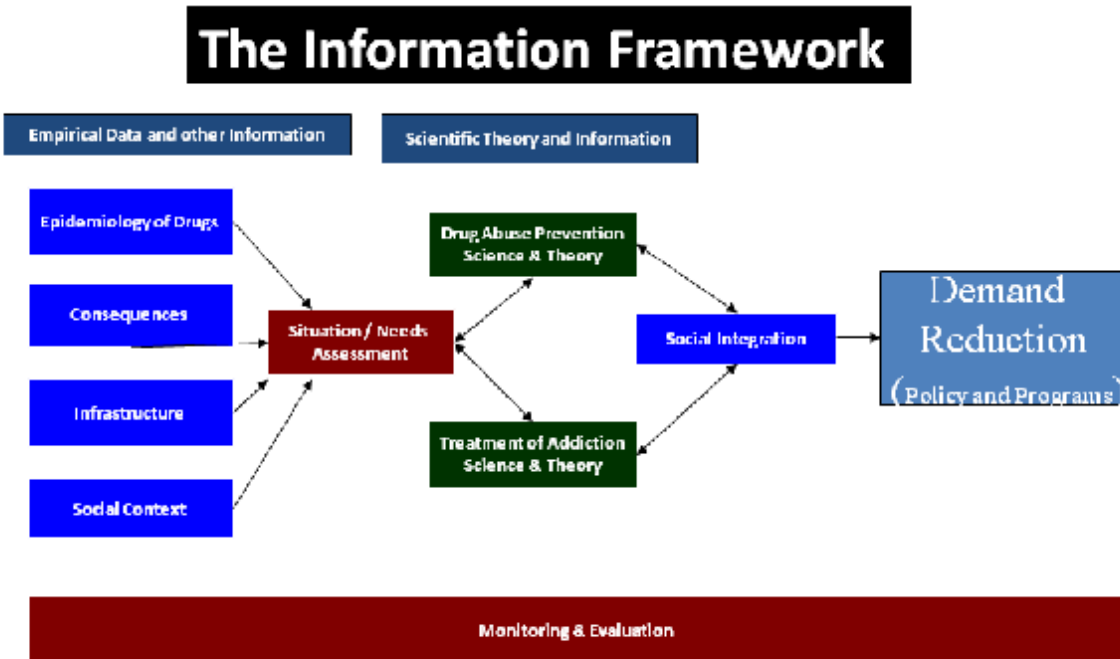 The Information Framework
Empirical Data and other Information
Scientific Theory and Information
Epidemiology of Drugs
Consequences
Infrastructure
Social Context
Situation / Needs
Assessment
Drug Abuse Prevention
Science & Theory
Treatment of Addiction
Science & Theory
Social Integration
Demand
Reduction
(Policy and Programs)
Monitoring & Evaluation